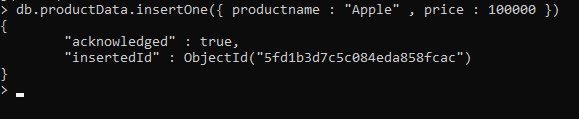 > db.productData.insertOne({ productname : "Apple" , price : 100000 })
{
        "acknowledged" : true,
        "insertedId" : ObjectId("5fd1b3d7c5c084eda858fcac")
}
>